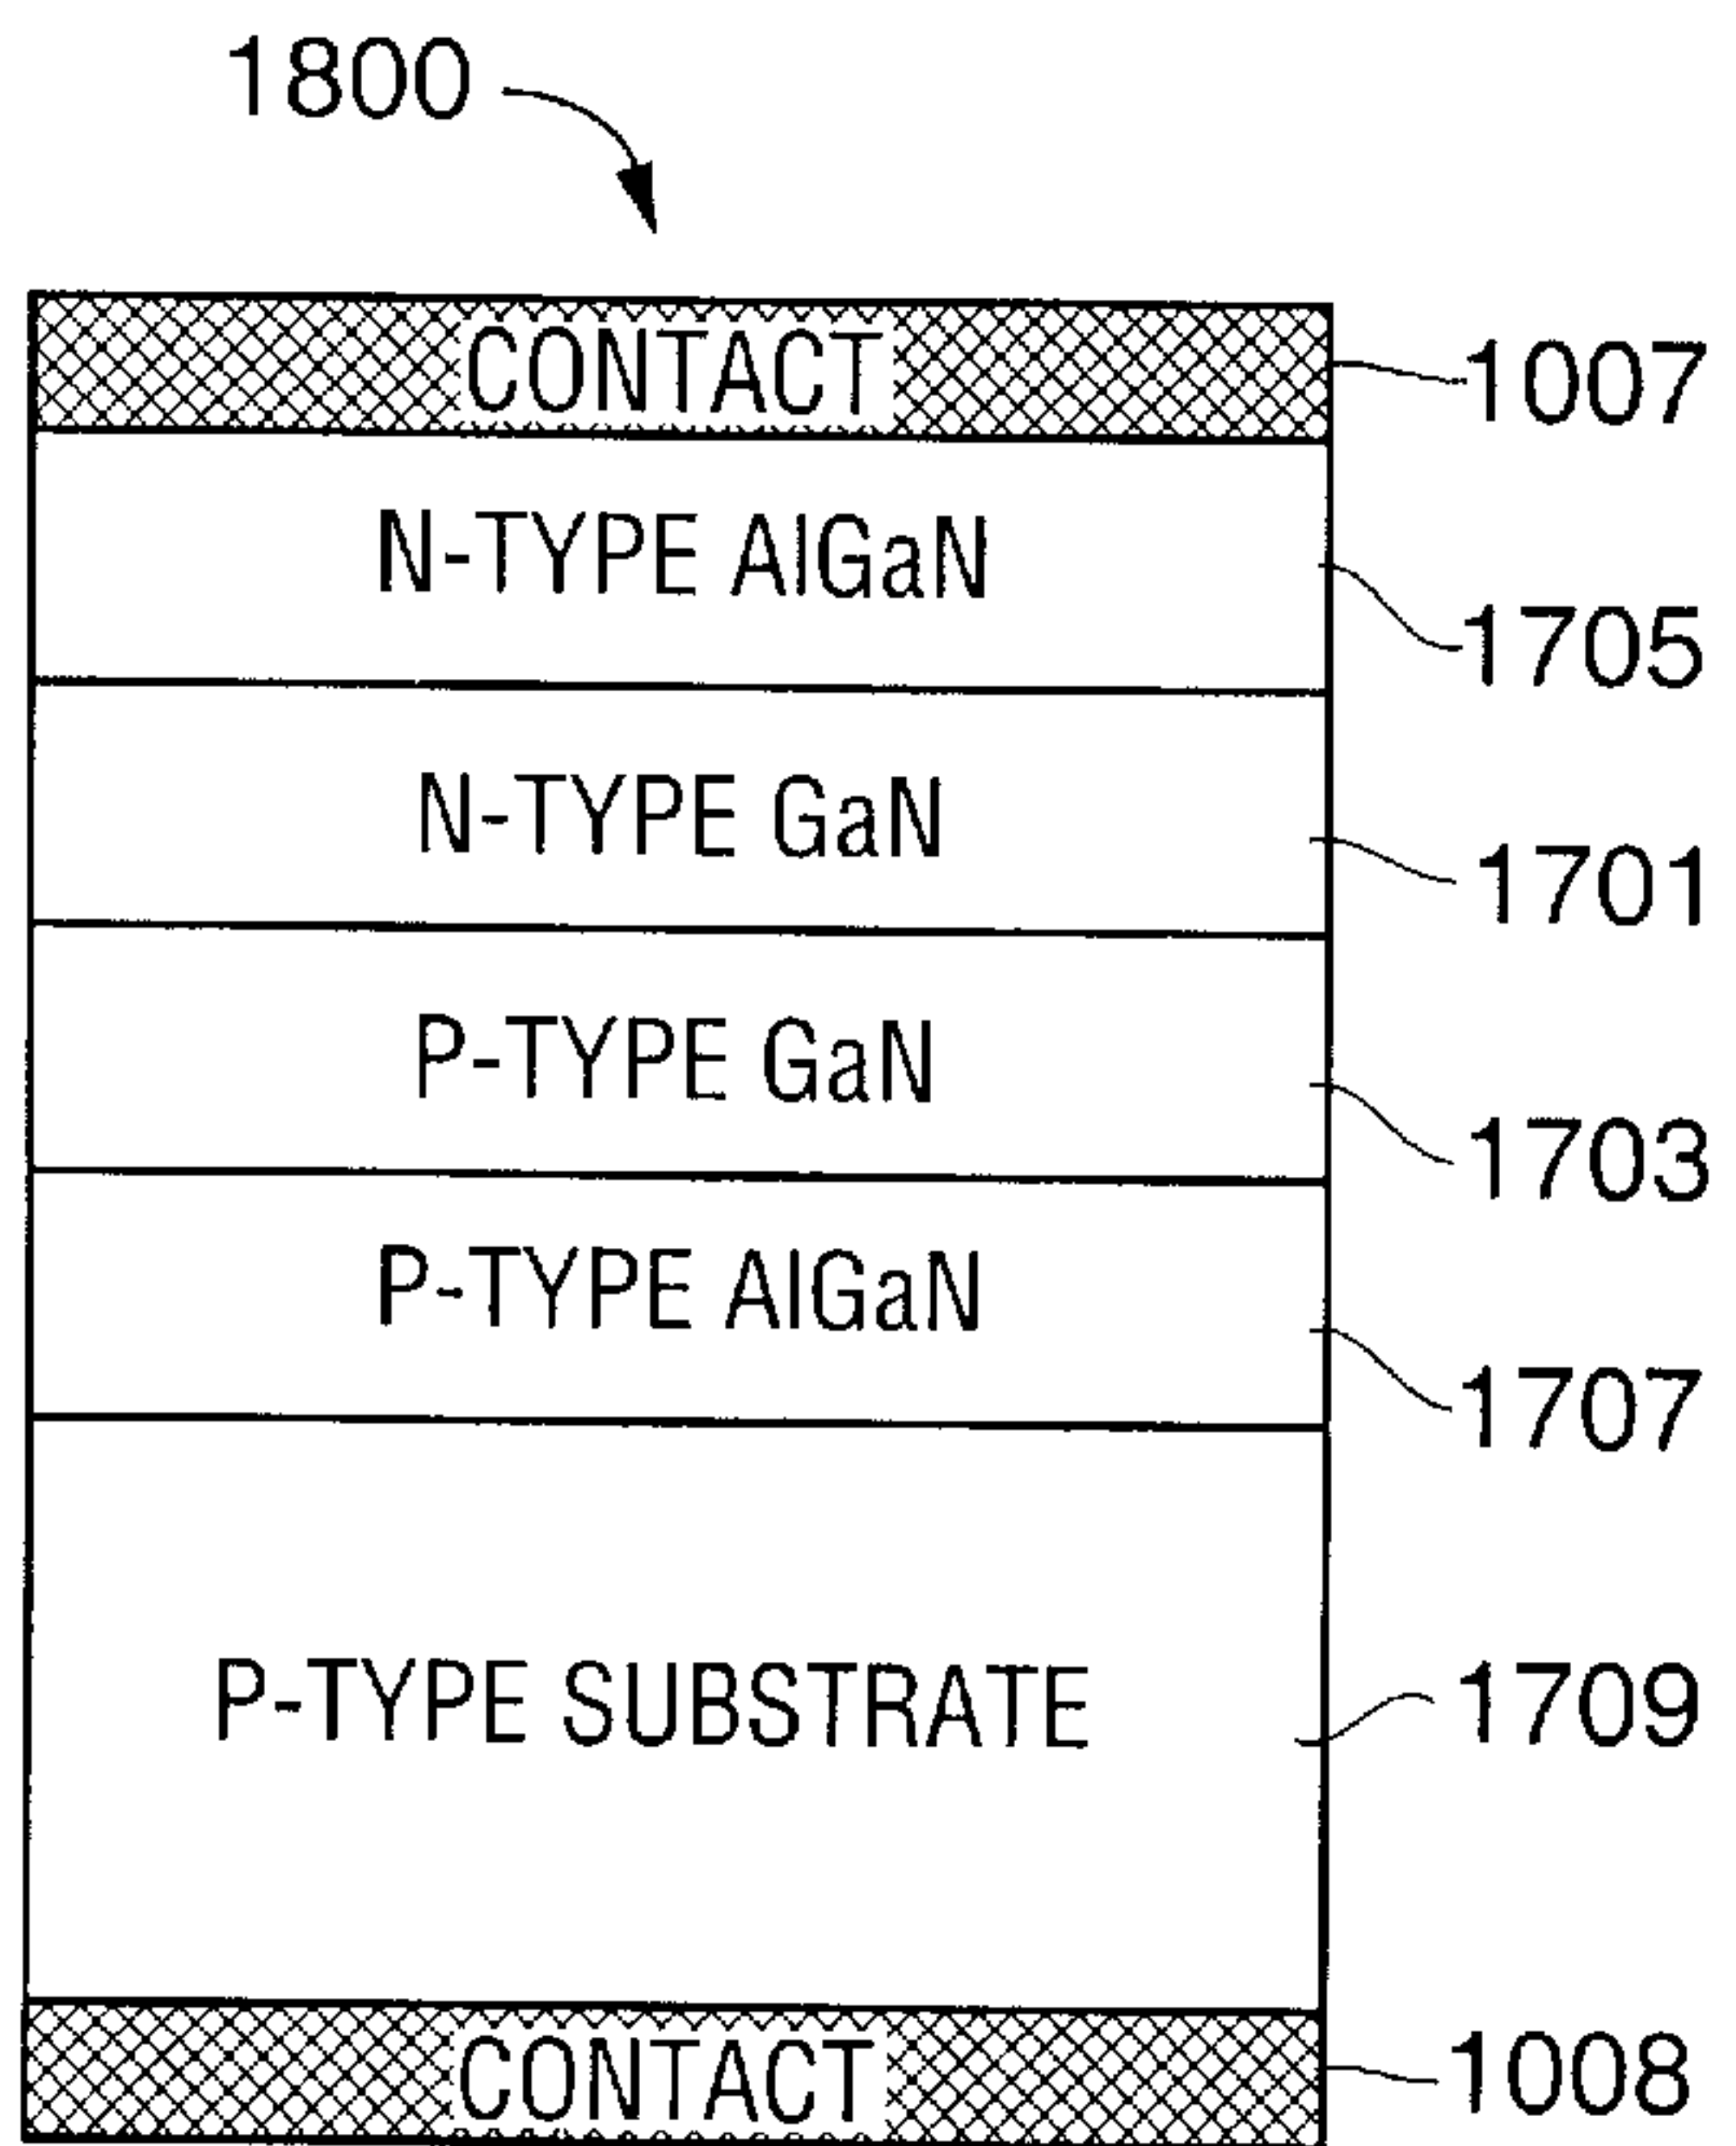 1800
CONTACT 1007
N-TYPE AlGaN 1705
N-TYPE GaN 1701
P-TYPE GaN 1703
P-TYPE AlGaN 1707
P-TYPE SUBSTRATE 1709
CONTACT 1008